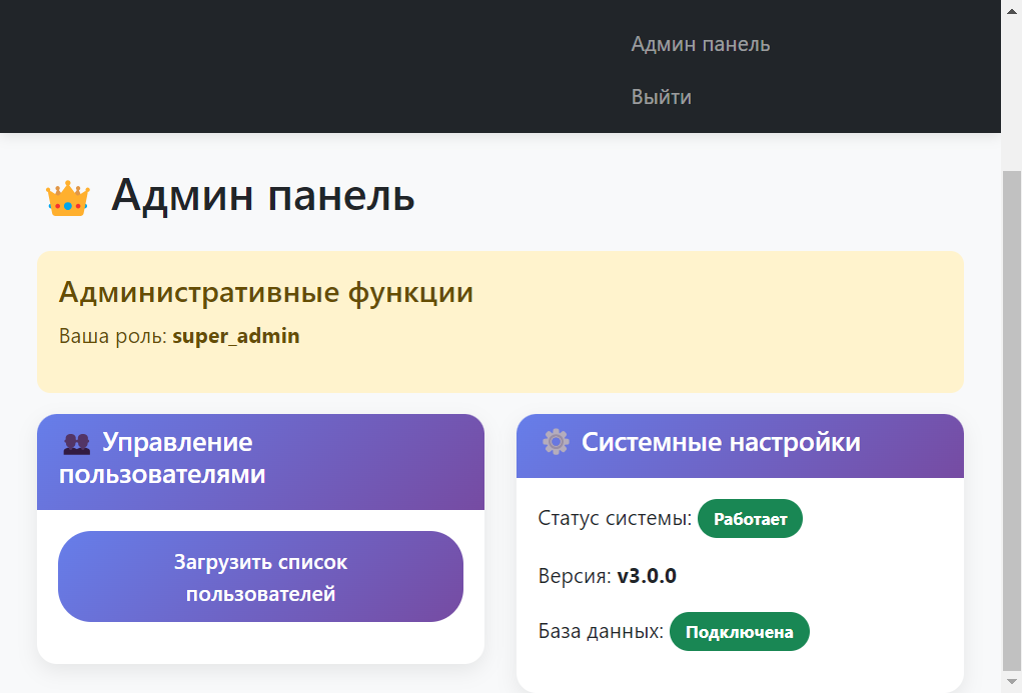 Админ панель
Выйти
Админ панель
Административные функции
Ваша роль: super_admin
Управление
пользователями
Загрузить список
пользователей
Системные настройки
Статус системы: Работает
Версия: v3.0.0
База данных: Подключена